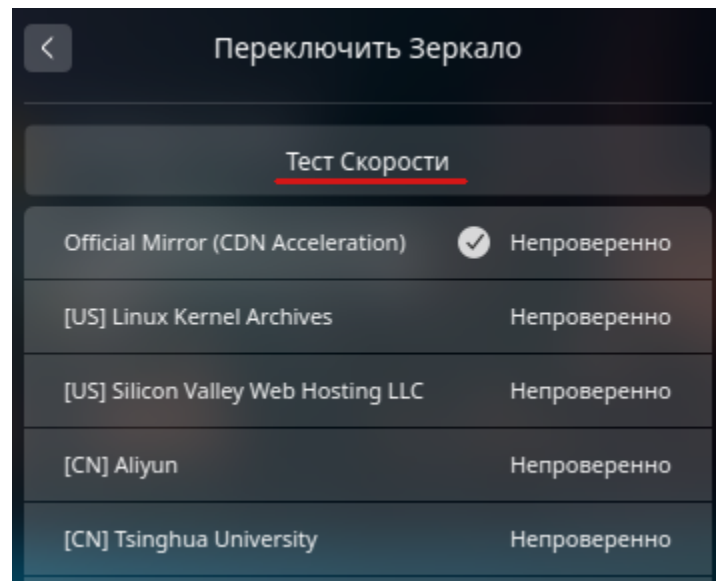 Переключить Зеркало
Тест Скорости
Official Mirror (CDN Acceleration) Непроверенно
[US] Linux Kernel Archives Непроверенно
[US] Silicon Valley Web Hosting LLC Непроверенно
[CN] Aliyun Непроверенно
[CN] Tsinghua University Непроверенно